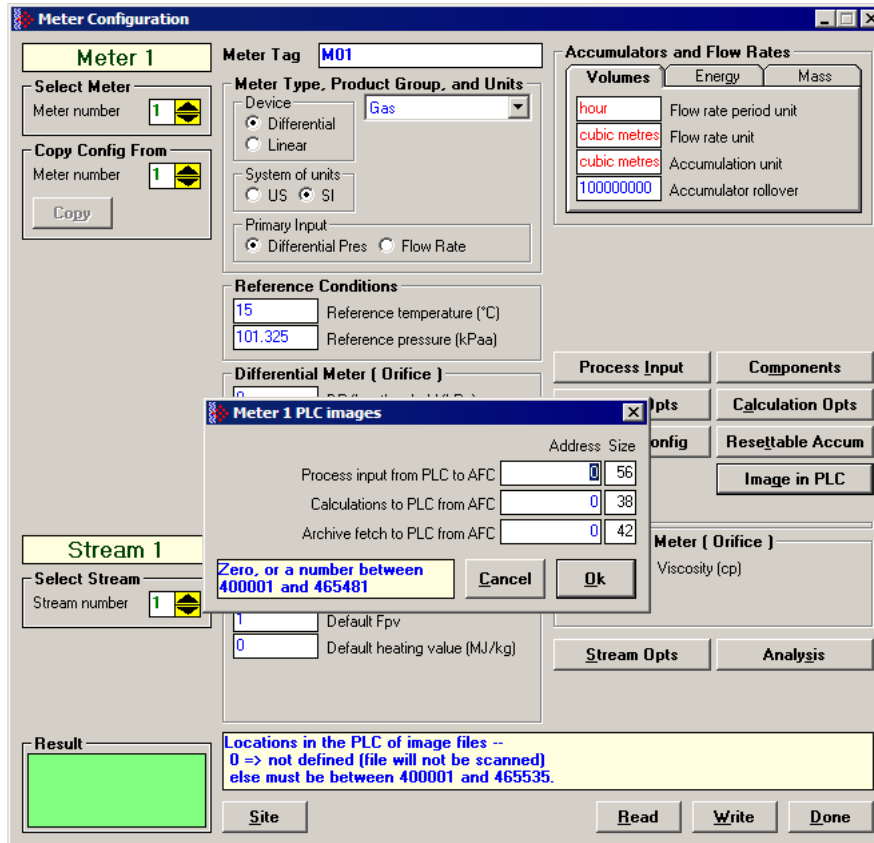 Meter Configuration
Meter 1
Select Meter
Meter number 1
Copy Config From
Meter number 1
Copy
Meter Tag M01
Meter Type, Product Group, and Units
Device
Differential
Linear
Gas
System of units
US SI
Primary Input
Differential Pres Flow Rate
Reference Conditions
15 Reference temperature (°C)
101.325 Reference pressure (kPaa)
Differential Meter ( Orifice )
Accumulators and Flow Rates
Volumes Energy Mass
hour Flow rate period unit
cubic metres Flow rate unit
cubic metres Accumulation unit
100000000 Accumulator rollover
Process Input Components
Opts Calculation Opts
onfig Resettable Accum
Image in PLC
Meter 1 PLC images
Address Size
Process input from PLC to AFC 0 56
Calculations to PLC from AFC 0 38
Archive fetch to PLC from AFC 0 42
Zero, or a number between
400001 and 465481
Cancel Ok
Stream 1
Select Stream
Stream number 1
Meter ( Orifice )
Viscosity (cp)
1 Default Fpv
0 Default heating value (MJ/kg)
Stream Opts Analysis
Result
Locations in the PLC of image files --
0 => not defined (file will not be scanned)
else must be between 400001 and 465535.
Site Read Write Done